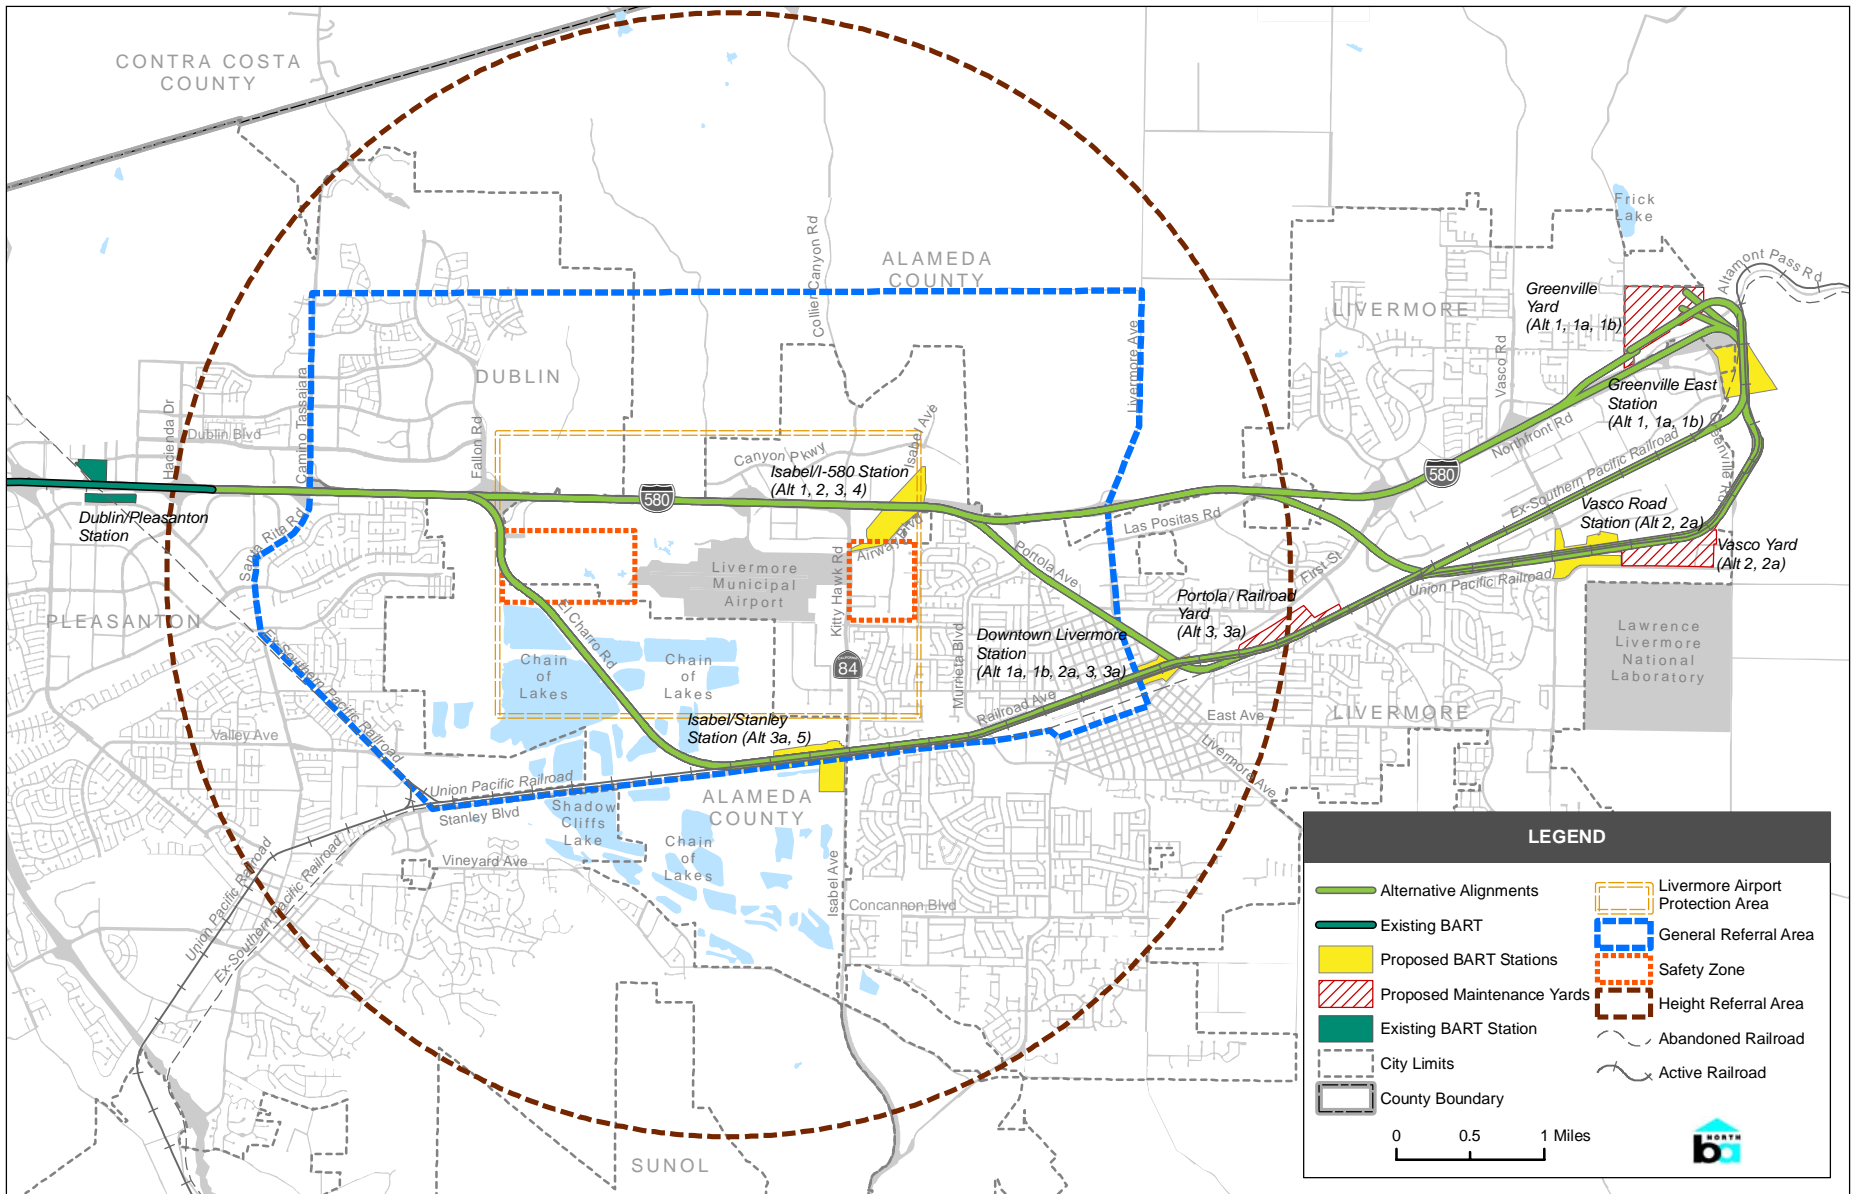 CONTRA COSTA
COUNTY
ALAMEDA
COUNTY
Collier Canyon Rd
Frick
Lake
Altamont Pass Rd
Greenville
Yard
(Alt 1, 1a, 1b)
LIVERMORE
Livermore Ave
Vasco Rd
DUBLIN
Camino Tassiara
Hacienda Dr
Dublin Blvd
Fallon Rd
Canyon Pkwy
Isabel Ave
Isabel/I-580 Station
(Alt 1, 2, 3, 4)
580
580
Greenville East
Station
(Alt 1, 1a, 1b)
Northfront Rd
Ex-Southern Pacific Railroad
Greenville Rd
Dublin/Pleasanton
Station
Santa Rita Rd
Las Positas Rd
Vasco Road
Station (Alt 2, 2a)
Vasco Yard
(Alt 2, 2a)
Airway Blvd
Livermore
Municipal
Airport
Kitty Hawk Rd
Portola Ave
First St
Union Pacific Railroad
Portola / Railroad
Yard
(Alt 3, 3a)
PLEASANTON
El Charro Rd
Downtown Livermore
Station
(Alt 1a, 1b, 2a, 3, 3a)
Murrieta Blvd
Lawrence
Livermore
National
Laboratory
Chain
of
Lakes
Chain
of
Lakes
84
Ex-Southern Pacific Railroad
Railroad Ave
East Ave
LIVERMORE
Isabel/Stanley
Station (Alt 3a, 5)
Valley Ave
Livermore Ave
Union Pacific Railroad
Stanley Blvd
Shadow
Cliffs
Lake
ALAMEDA
COUNTY
Chain
of
Lakes
Vineyard Ave
Isabel Ave
Concannon Blvd
Union Pacific Railroad
Ex-Southern Pacific Railroad
SUNOL
LEGEND
Alternative Alignments
Existing BART
Proposed BART Stations
Proposed Maintenance Yards
Existing BART Station
City Limits
County Boundary
Livermore Airport
Protection Area
General Referral Area
Safety Zone
Height Referral Area
Abandoned Railroad
Active Railroad
0 0.5 1 Miles
NORTH
ba